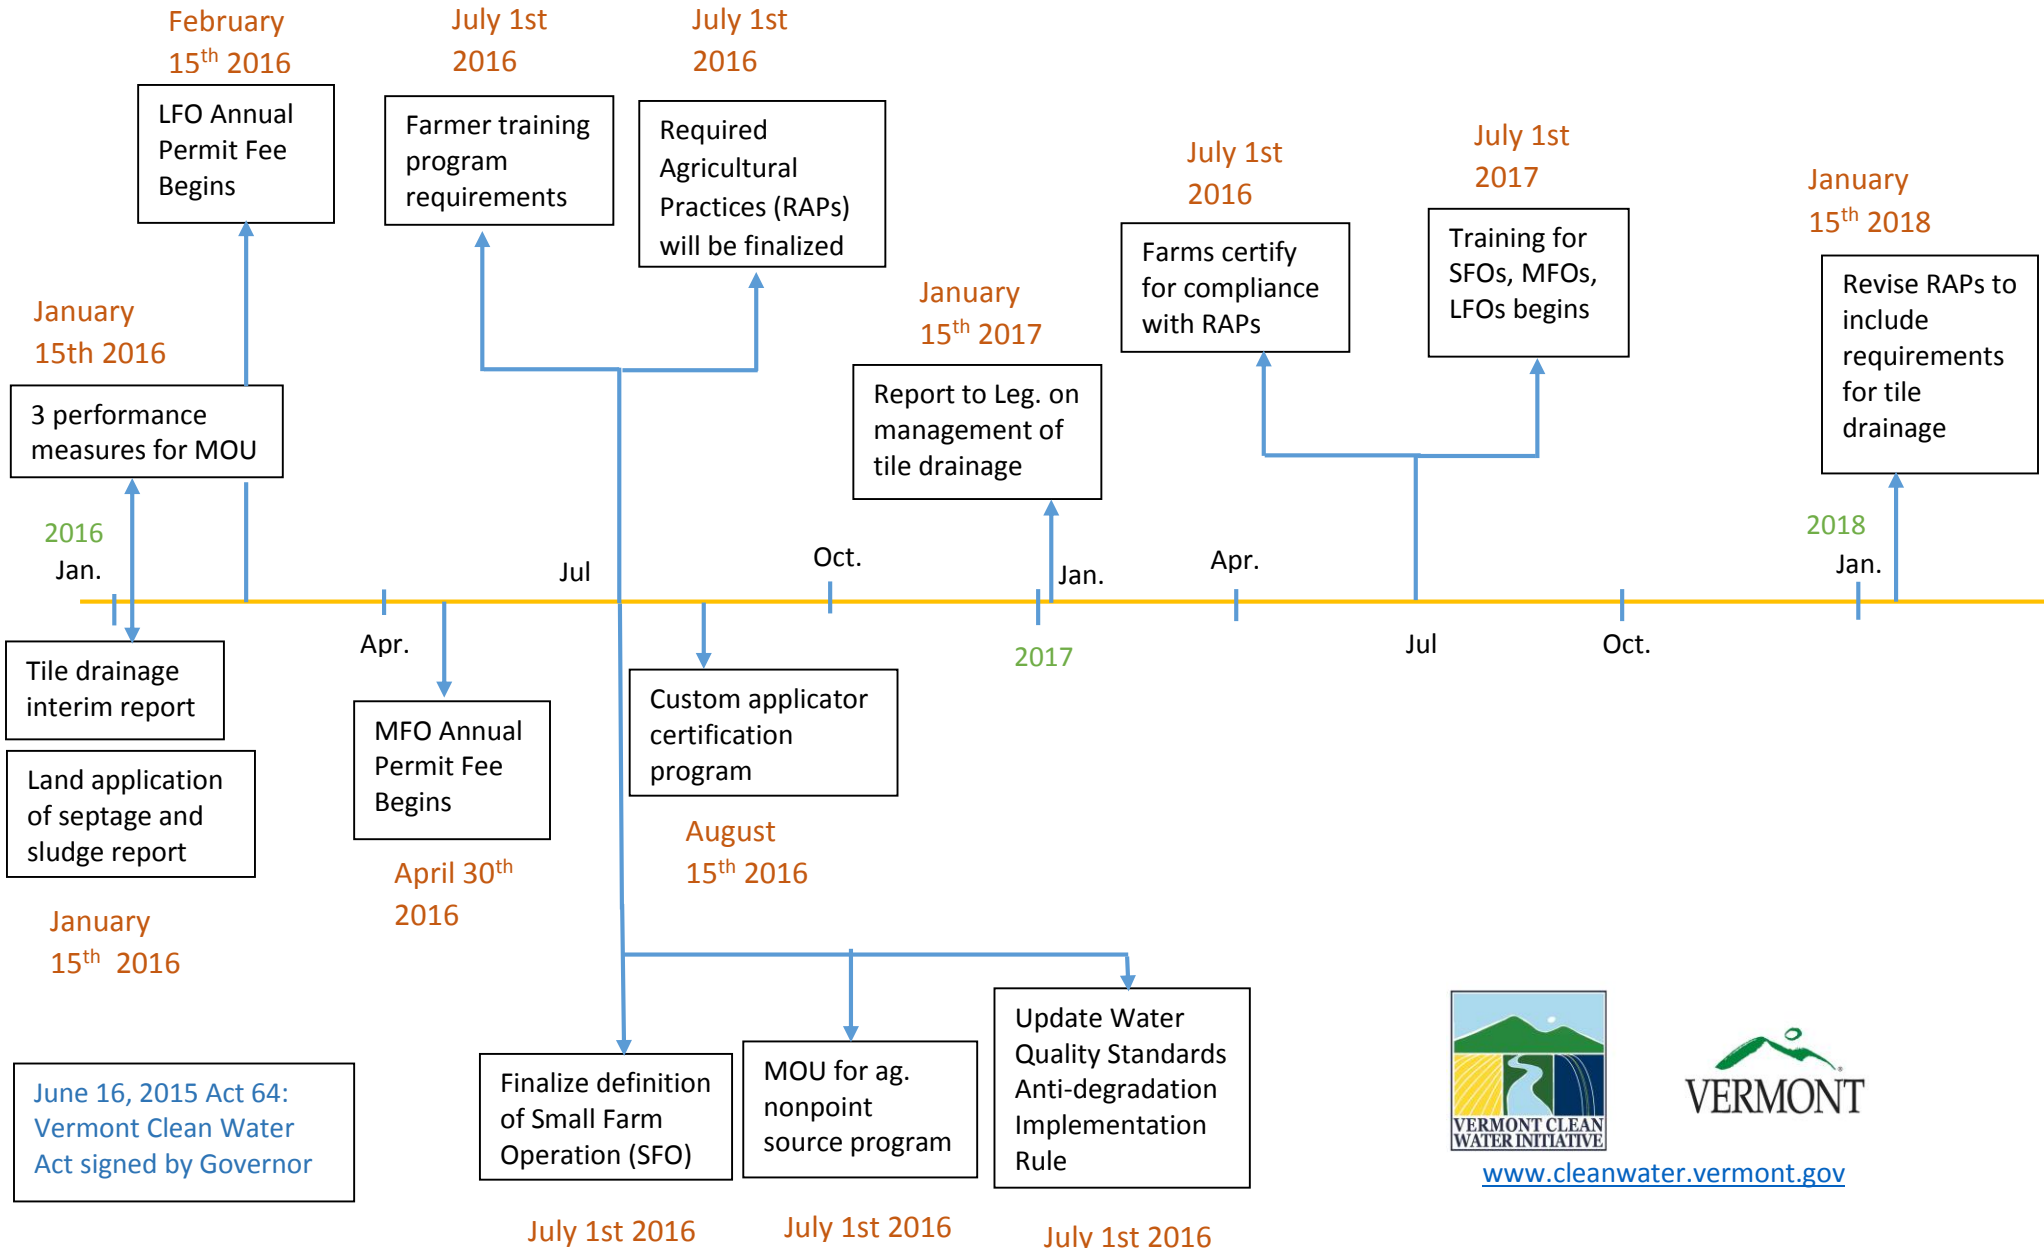 February
15th 2016
LFO Annual
Permit Fee
Begins
July 1st
2016
Farmer training
program
requirements
July 1st
2016
Required
Agricultural
Practices (RAPs)
will be finalized
January
15th 2016
3 performance
measures for MOU
January
15th 2017
Report to Leg. on
management of
tile drainage
July 1st
2016
Farms certify
for compliance
with RAPs
July 1st
2017
Training for
SFOs, MFOs,
LFOs begins
January
15th 2018
Revise RAPs to
include
requirements
for tile
drainage
2016
Jan.
Apr.
Jul
Oct.
Jan.
2017
Apr.
Jul
Oct.
2018
Jan.
Tile drainage
interim report
Land application
of septage and
sludge report
January
15th 2016
MFO Annual
Permit Fee
Begins
April 30th
2016
Custom applicator
certification
program
August
15th 2016
Finalize definition
of Small Farm
Operation (SFO)
July 1st 2016
MOU for ag.
nonpoint
source program
July 1st 2016
Update Water
Quality Standards
Anti-degradation
Implementation
Rule
July 1st 2016
June 16, 2015 Act 64:
Vermont Clean Water
Act signed by Governor
VERMONT CLEAN
WATER INITIATIVE
VERMONT
www.cleanwater.vermont.gov